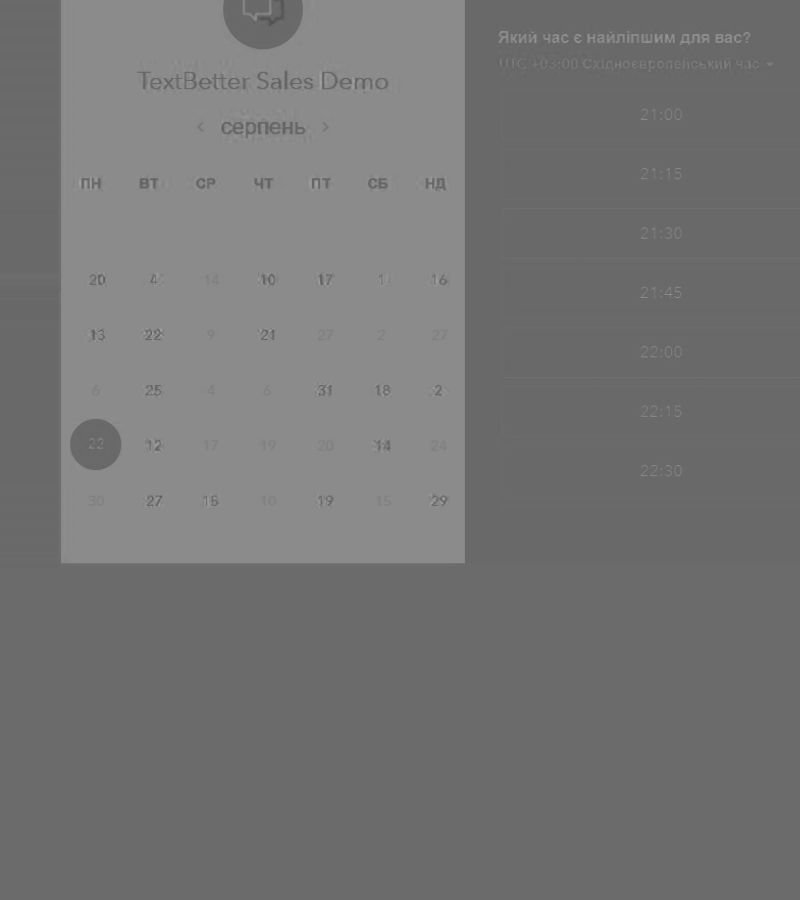 TextBetter Sales Demo
серпень
ПН ВТ СР ЧТ ПТ СБ НД
20 4 14 10 17 1 16
13 22 9 21 27 2 27
6 25 4 6 31 18 2
22 12 17 19 20 14 24
30 27 15 10 19 15 29
Який час є найліпшим для вас?
UTC +03:00 Східноєвропейський час
21:00
21:15
21:30
21:45
22:00
22:15
22:30